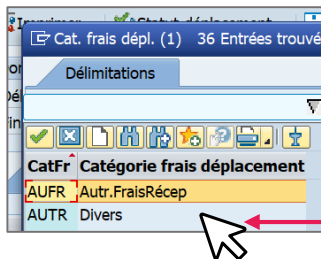 Imprimer Statut déplacement
Cat. frais dépl. (1) 36 Entrées trouvé
Délimitations
CatFr Catégorie frais déplacement
AUFR Autr.FraisRécep
AUTR Divers